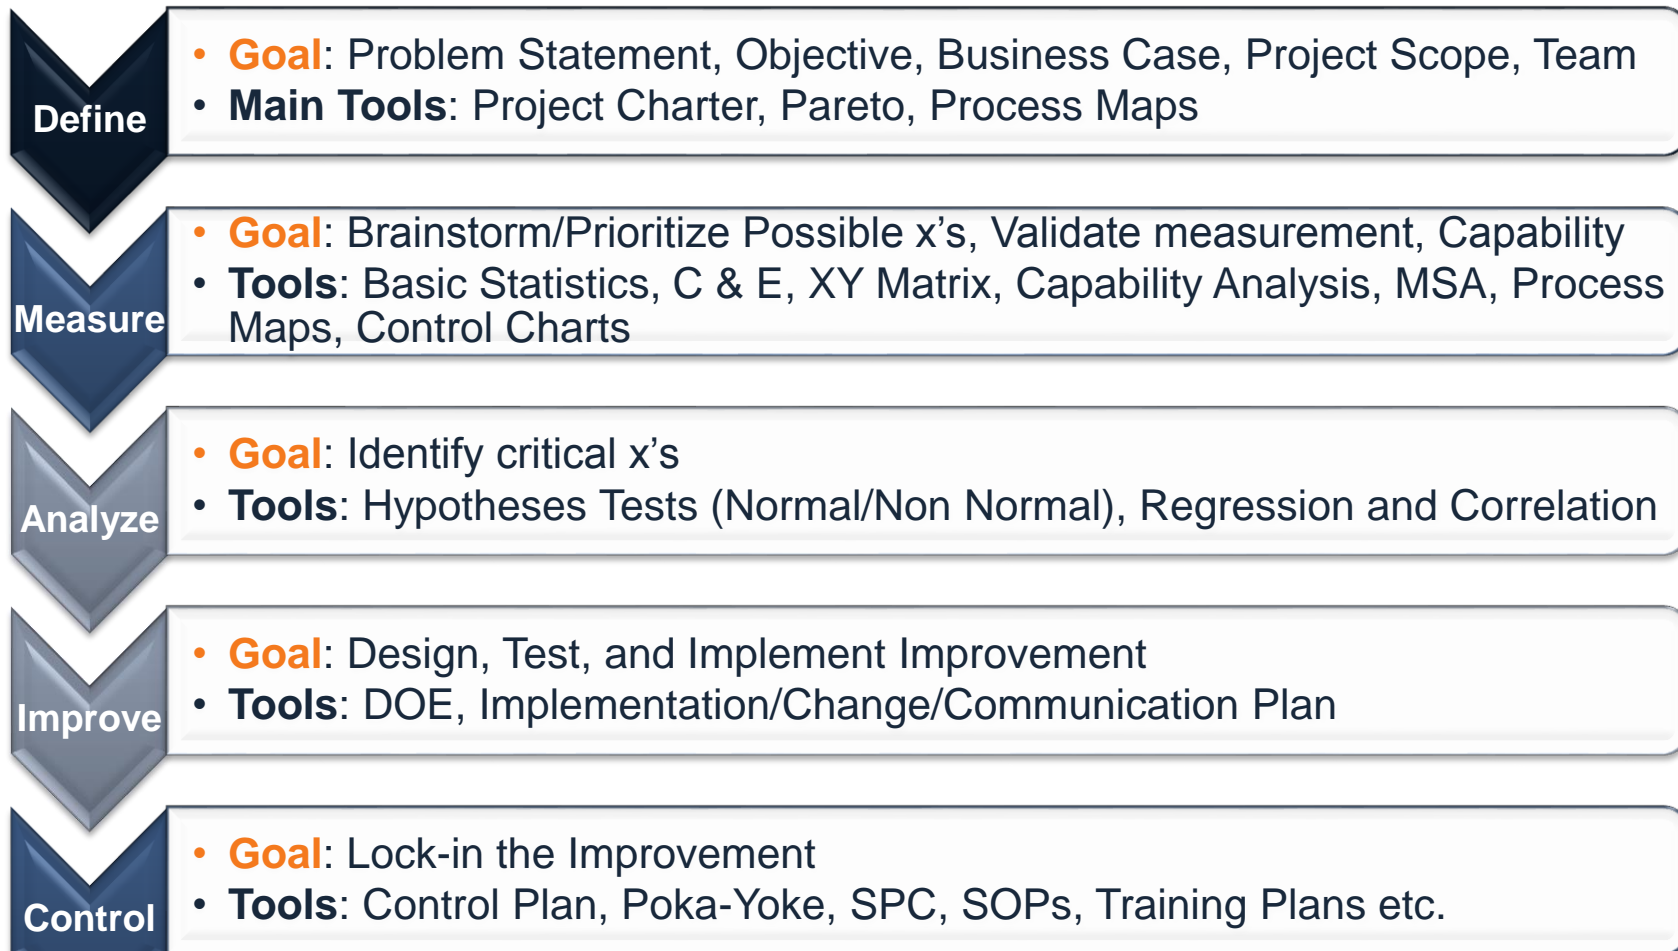 Define
• Goal: Problem Statement, Objective, Business Case, Project Scope, Team
• Main Tools: Project Charter, Pareto, Process Maps
Measure
• Goal: Brainstorm/Prioritize Possible x’s, Validate measurement, Capability
• Tools: Basic Statistics, C & E, XY Matrix, Capability Analysis, MSA, Process
Maps, Control Charts
Analyze
• Goal: Identify critical x’s
• Tools: Hypotheses Tests (Normal/Non Normal), Regression and Correlation
Improve
• Goal: Design, Test, and Implement Improvement
• Tools: DOE, Implementation/Change/Communication Plan
Control
• Goal: Lock-in the Improvement
• Tools: Control Plan, Poka-Yoke, SPC, SOPs, Training Plans etc.